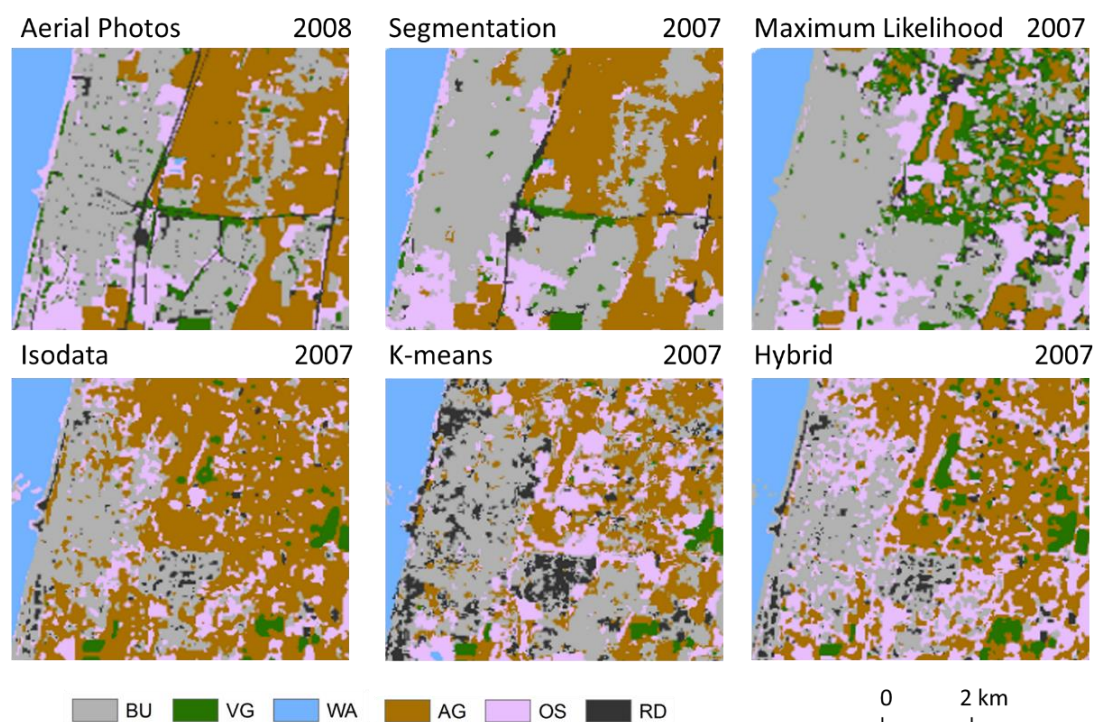 Aerial Photos 2008 Segmentation 2007 Maximum Likelihood 2007
Isodata 2007 K-means 2007 Hybrid 2007
0 2 km
BU VG WA AG OS RD